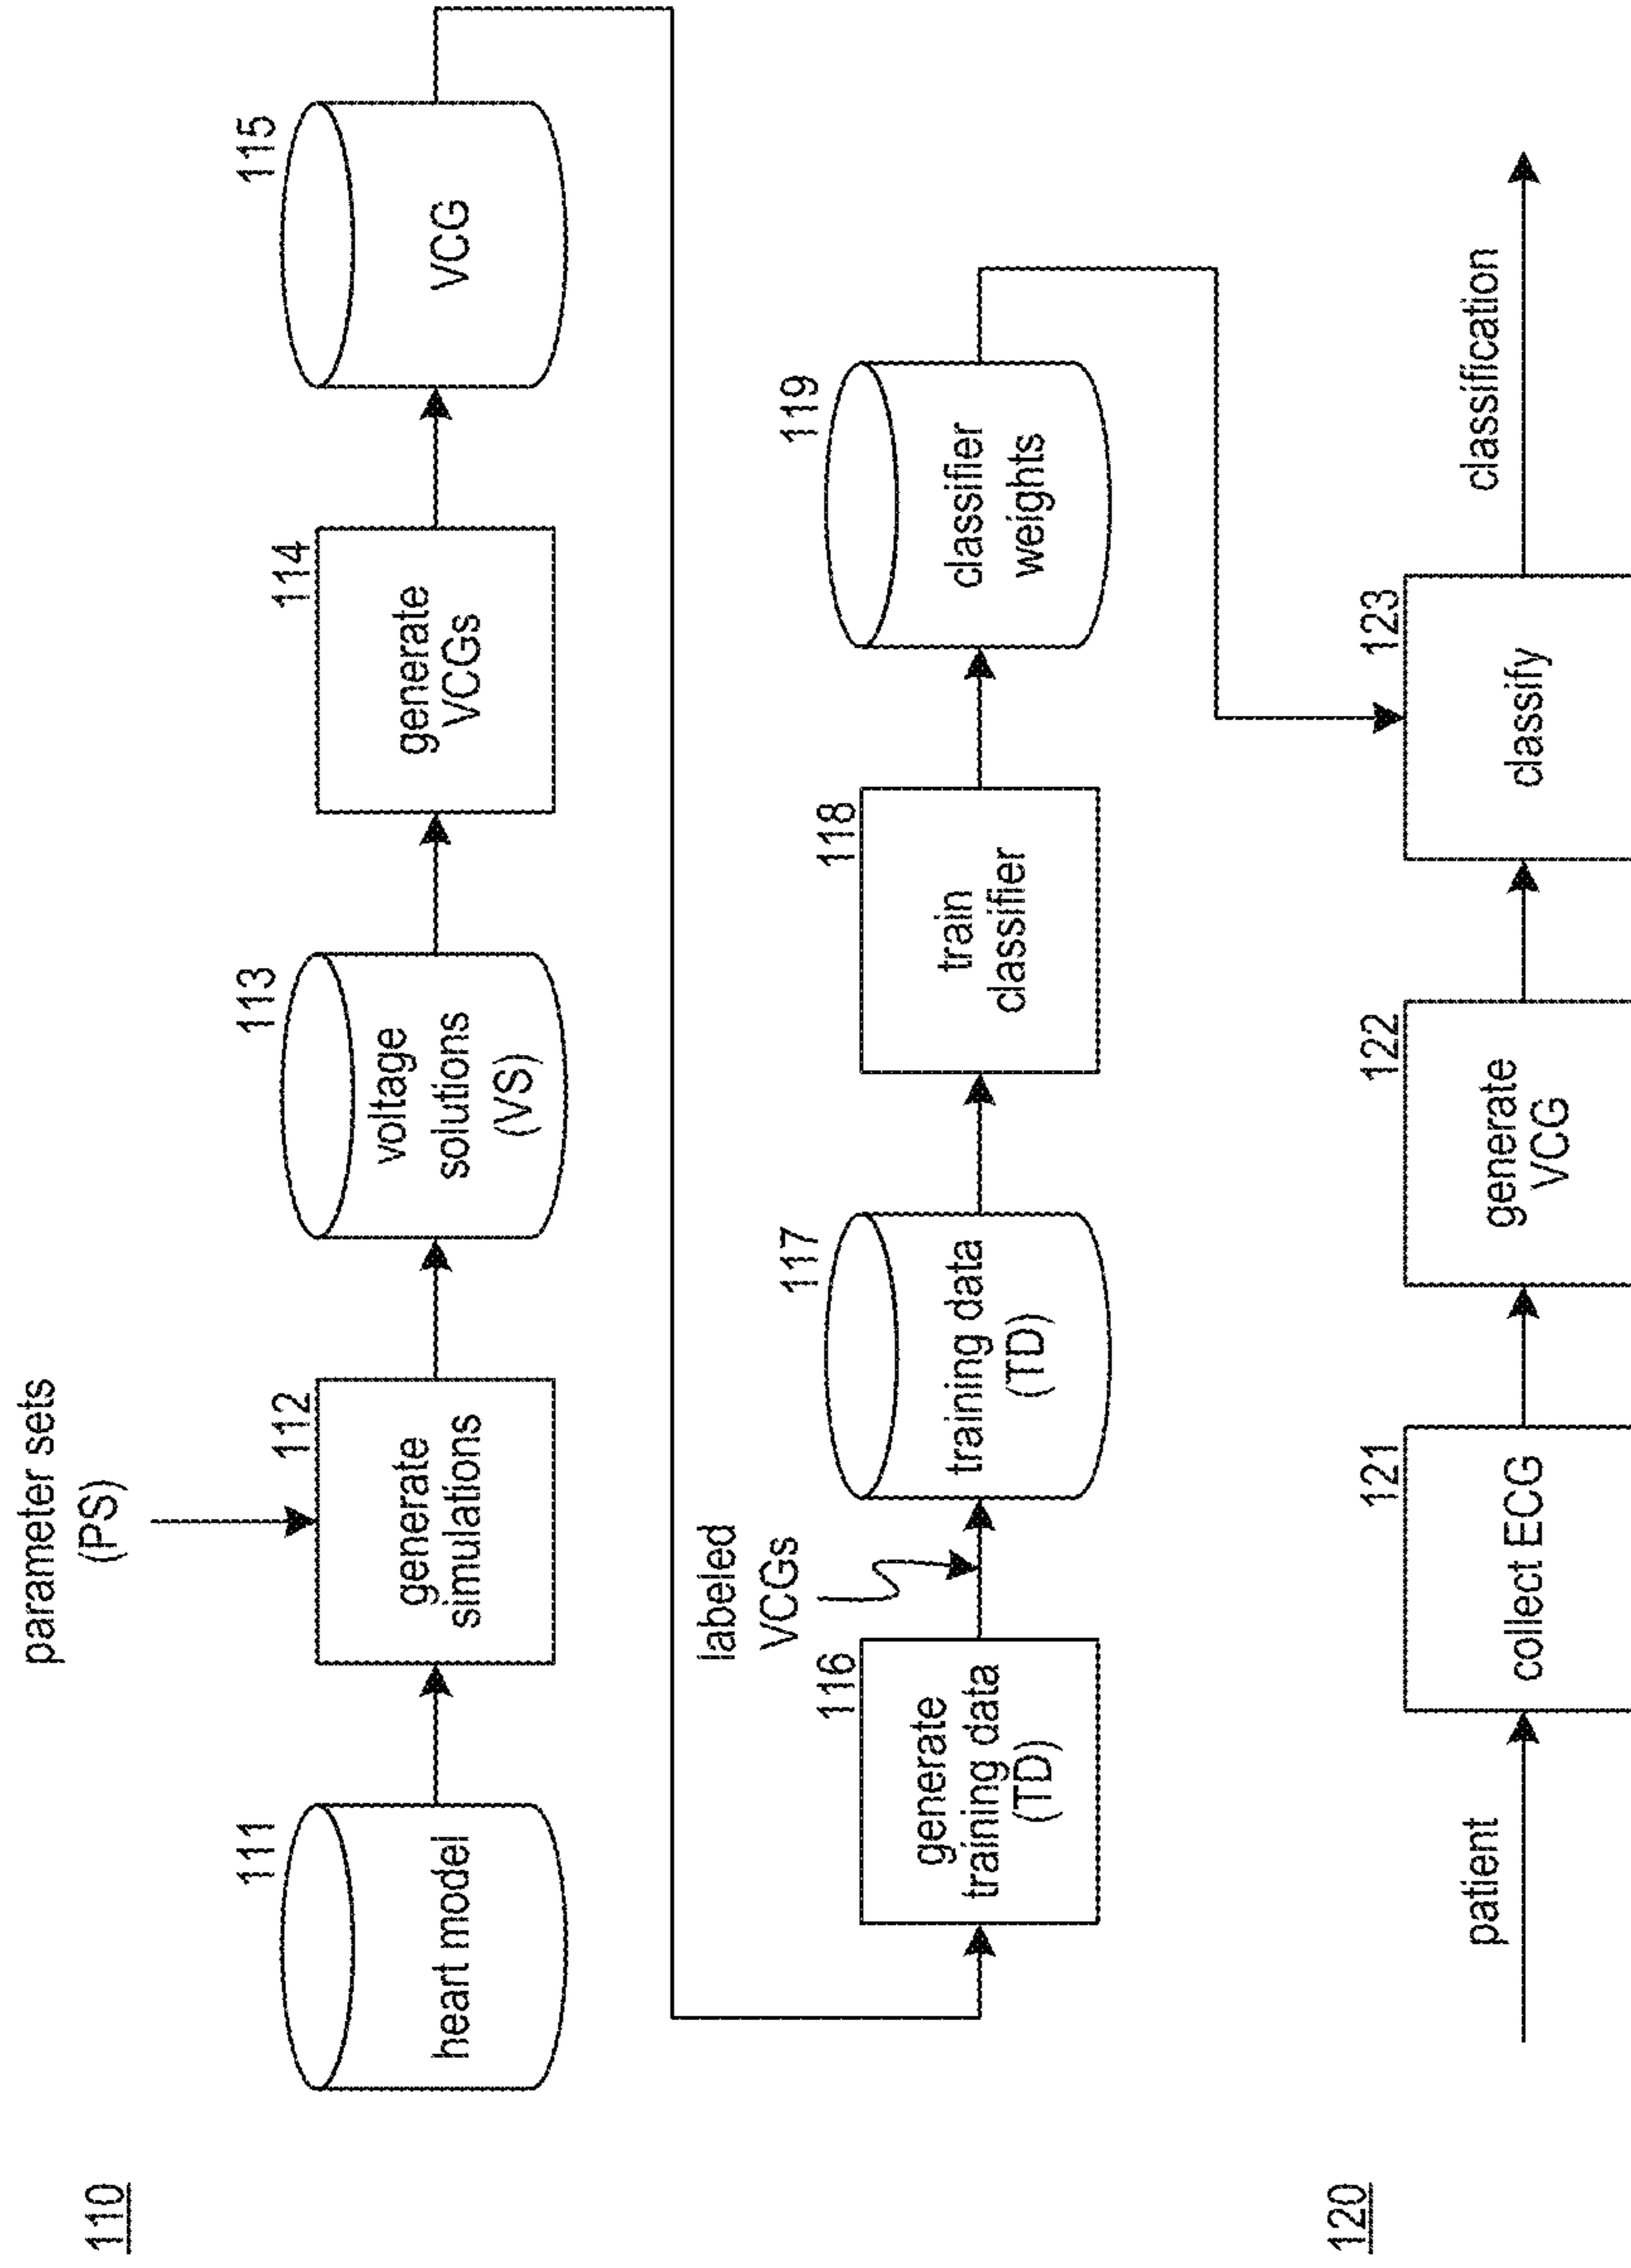 110
parameter sets
(PS)
111
heart model
112
generate
simulations
113
voltage
solutions
(VS)
114
generate
VCGs
115
VCG
116
generate
training data
(TD)
labeled
VCGs
117
training data
(TD)
118
train
classifier
119
classifier
weights
120
patient
121
collect ECG
122
generate
VCG
123
classify
classification